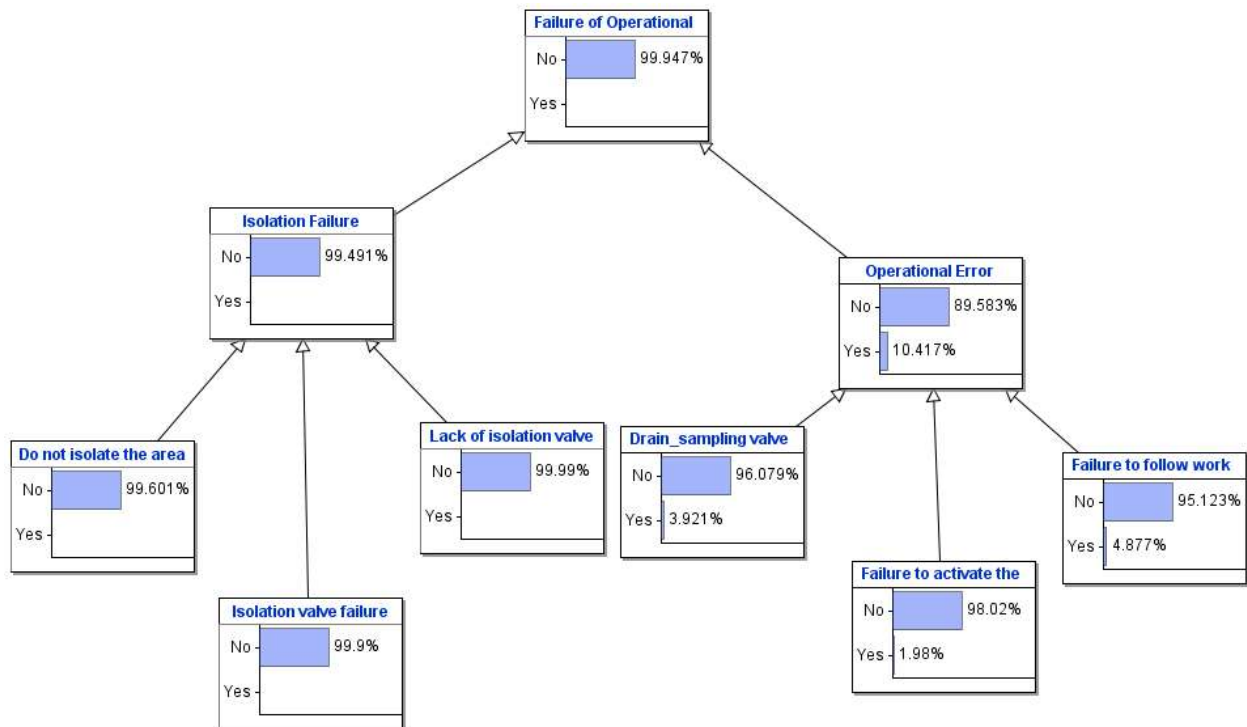 Failure of Operational
No
99.947%
Yes
Isolation Failure
No
99.491%
Yes
Operational Error
No
89.583%
Yes
10.417%
Do not isolate the area
No
99.601%
Yes
Lack of isolation valve
No
99.99%
Yes
Drain_sampling valve
No
96.079%
Yes
3.921%
Failure to follow work
No
95.123%
Yes
4.877%
Isolation valve failure
No
99.9%
Yes
Failure to activate the
No
98.02%
Yes
1.98%